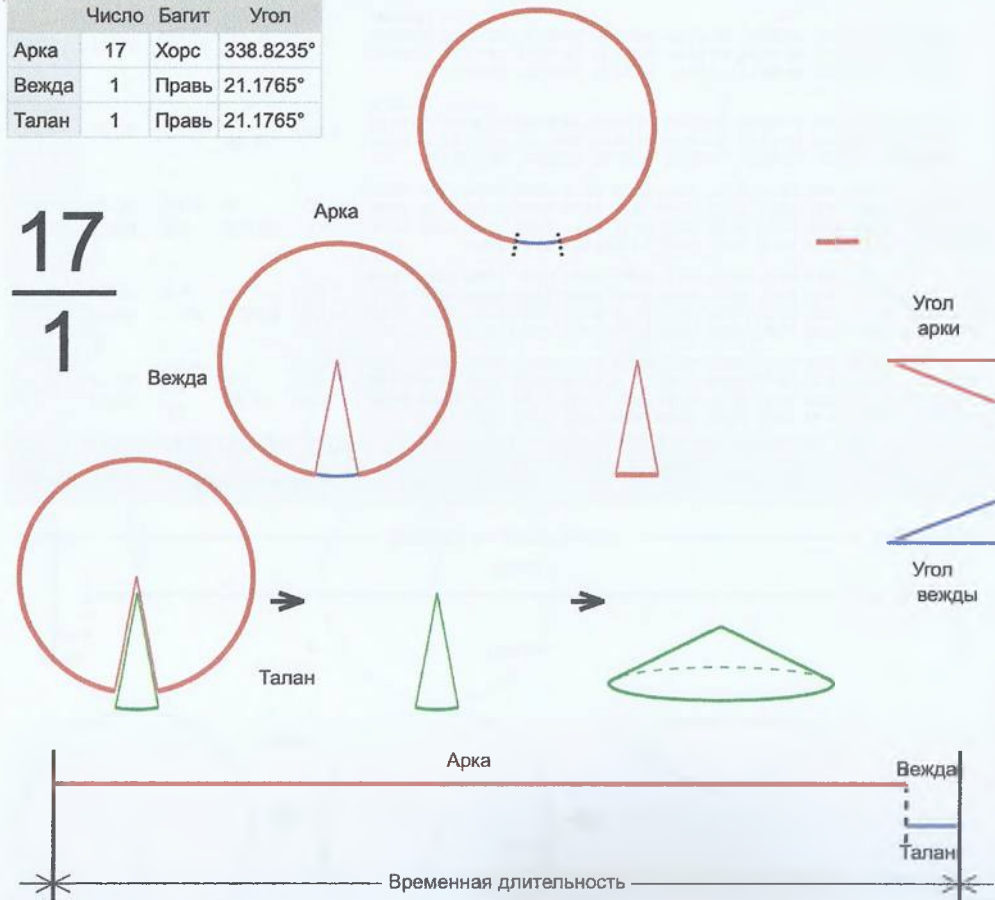 Число Багит Угол
Арка 17 Хорс 338.8235°
Вежда 1 Правь 21.1765°
Талан 1 Правь 21.1765°
17
1
Арка
Вежда
Угол
арки
Угол
вежды
Талан
Арка
Вежда
Талан
Временная длительность